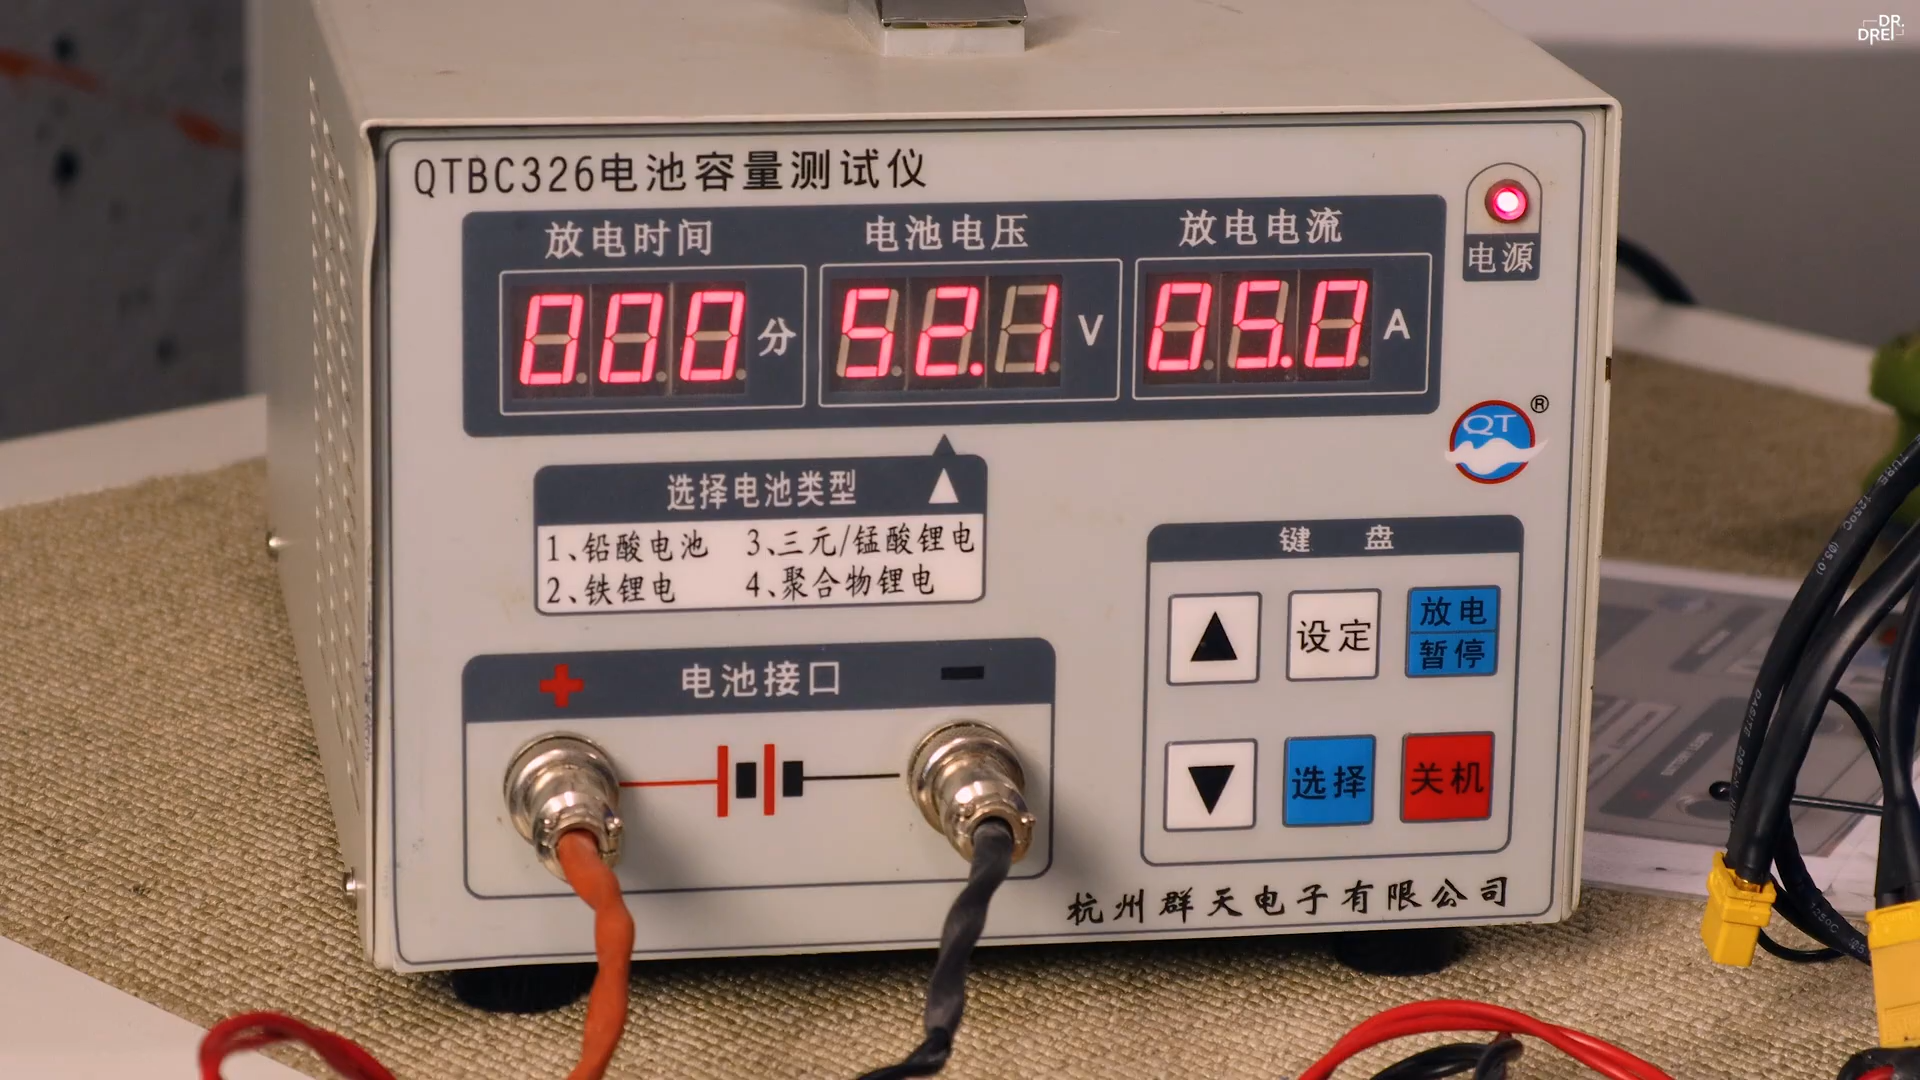 DR.
DREI
QTBC326电池容量测试仪
放电时间
电池电压
放电电流
电源
000分
52.1V
05.0A
QT®
选择电池类型
1、铅酸电池
3、三元/锰酸锂电
2、铁锂电
4、聚合物锂电
键盘
▲
设定
放电
暂停
▼
选择
关机
+
电池接口
-
杭州群天电子有限公司
125°C